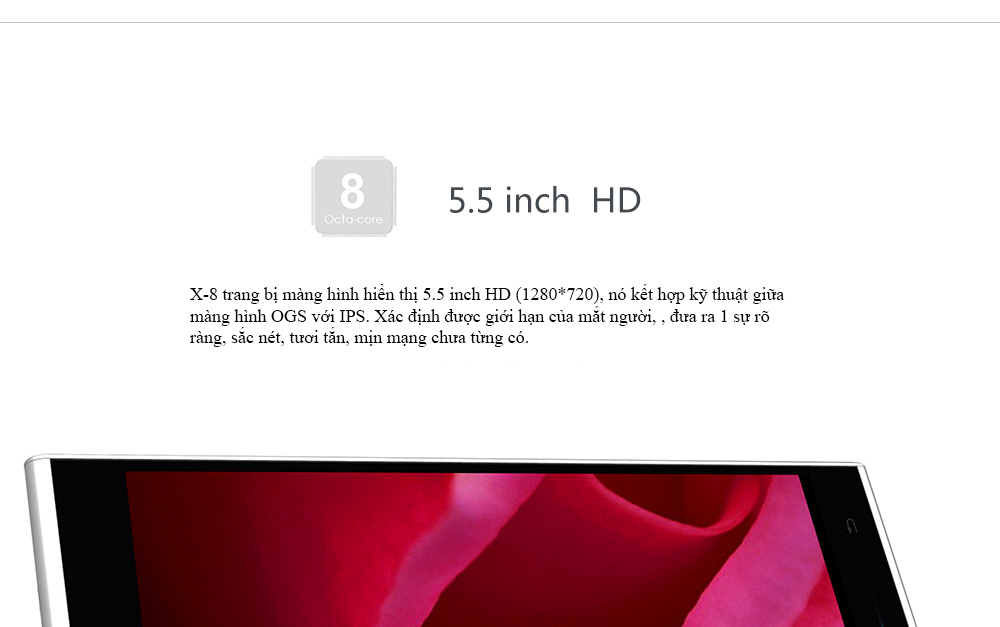 8
Octa-core
5.5 inch HD
X-8 trang bị màng hình hiển thị 5.5 inch HD (1280*720), nó kết hợp kỹ thuật giữa
màng hình OGS với IPS. Xác định được giới hạn của mắt người, , đưa ra 1 sự rõ
ràng, sắc nét, tươi tắn, mịn mạng chưa từng có.